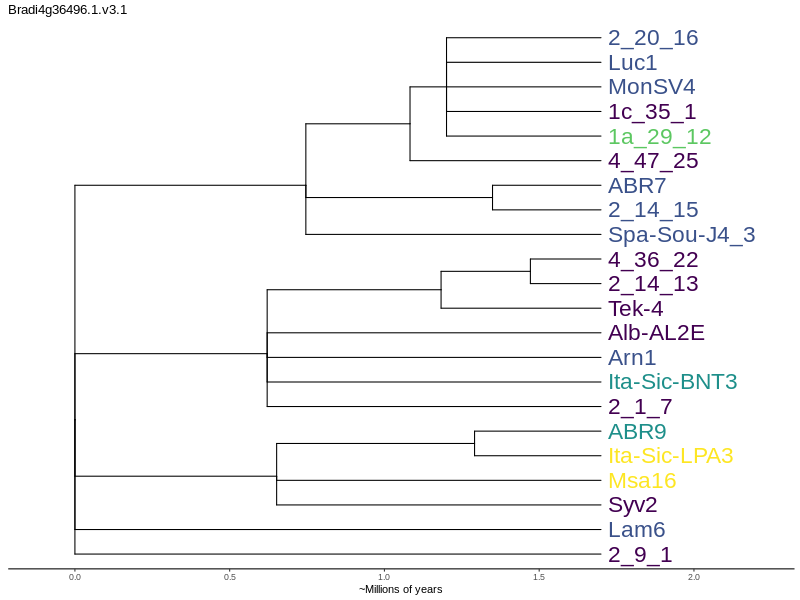 Bradi4g36496.1.v3.1
2_20_16
Luc1
MonSV4
1c_35_1
1a_29_12
4_47_25
ABR7
2_14_15
Spa-Sou-J4_3
4_36_22
2_14_13
Tek-4
Alb-AL2E
Arn1
Ita-Sic-BNT3
2_1_7
ABR9
Ita-Sic-LPA3
Msa16
Syv2
Lam6
2_9_1
0.0 0.5 1.0 1.5 2.0
~Millions of years